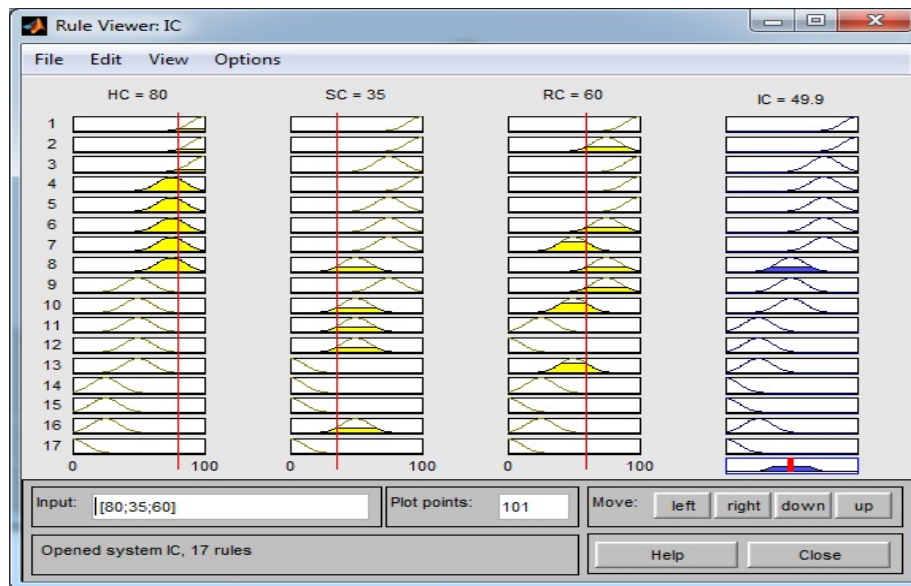 Rule Viewer: IC
File Edit View Options
HC = 80 SC = 35 RC = 60 IC = 49.9
1
2
3
4
5
6
7
8
9
10
11
12
13
14
15
16
17
0 100 0 100 0 100
Input: [80;35;60] Plot points: 101 Move: left right down up
Opened system IC, 17 rules Help Close